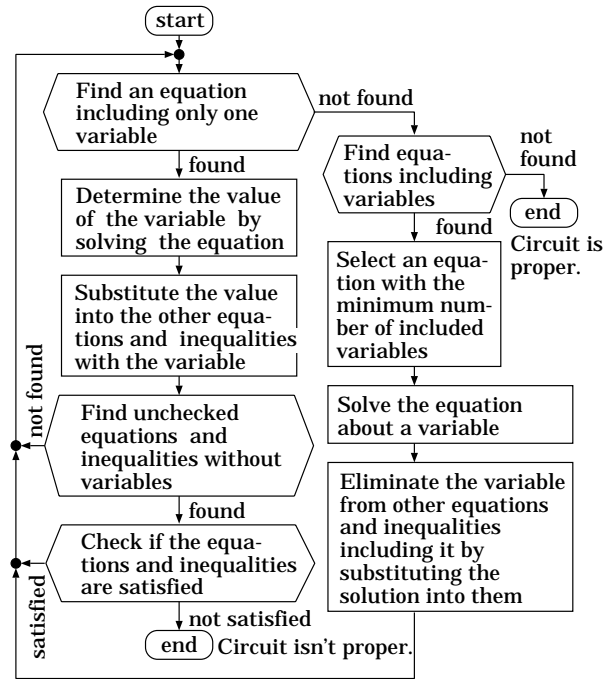 start
Find an equation
including only one
variable
not found
found
Determine the value
of the variable by
solving the equation
Substitute the value
into the other equa-
tions and inequalities
with the variable
not found
Find unchecked
equations and
inequalities without
variables
found
Check if the equa-
tions and inequalities
are satisfied
satisfied
not satisfied
end
Circuit isn't proper.
Find equa-
tions including
variables
not
found
end
Circuit is
proper.
found
Select an equa-
tion with the
minimum num-
ber of included
variables
Solve the equation
about a variable
Eliminate the variable
from other equations
and inequalities
including it by
substituting the
solution into them